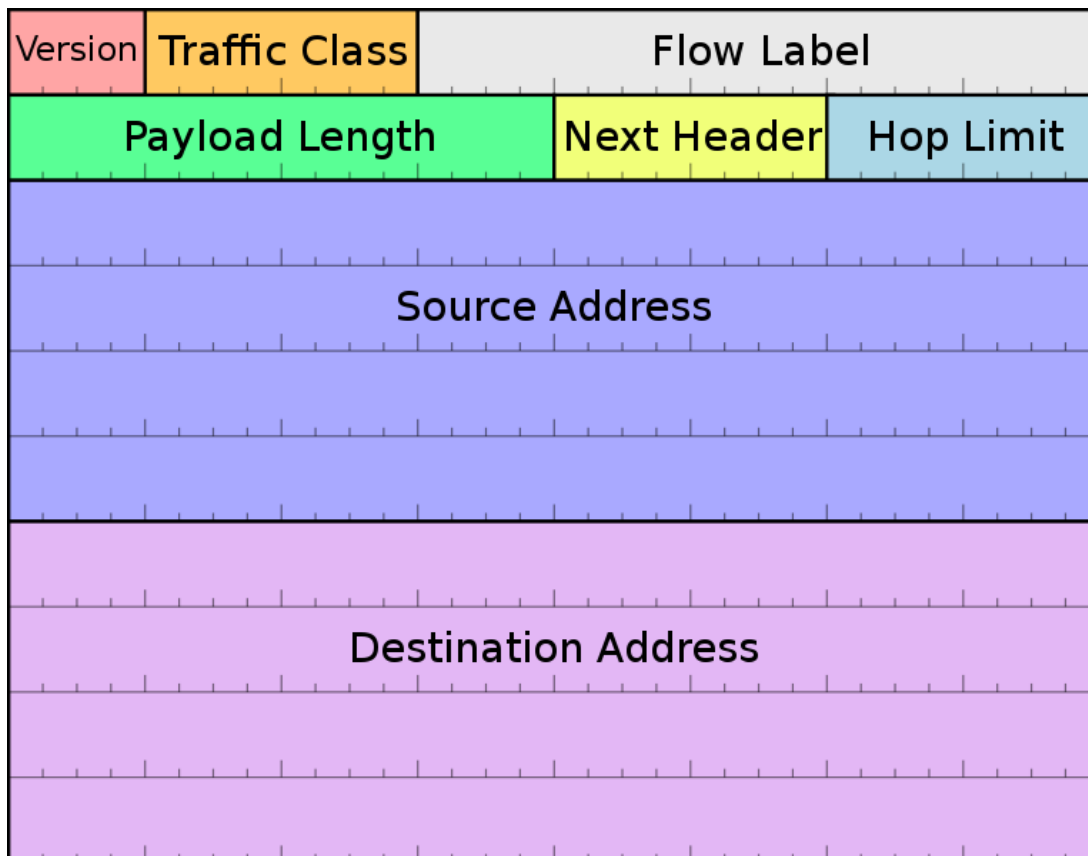 Version Traffic Class Flow Label
Payload Length Next Header Hop Limit
Source Address
Destination Address